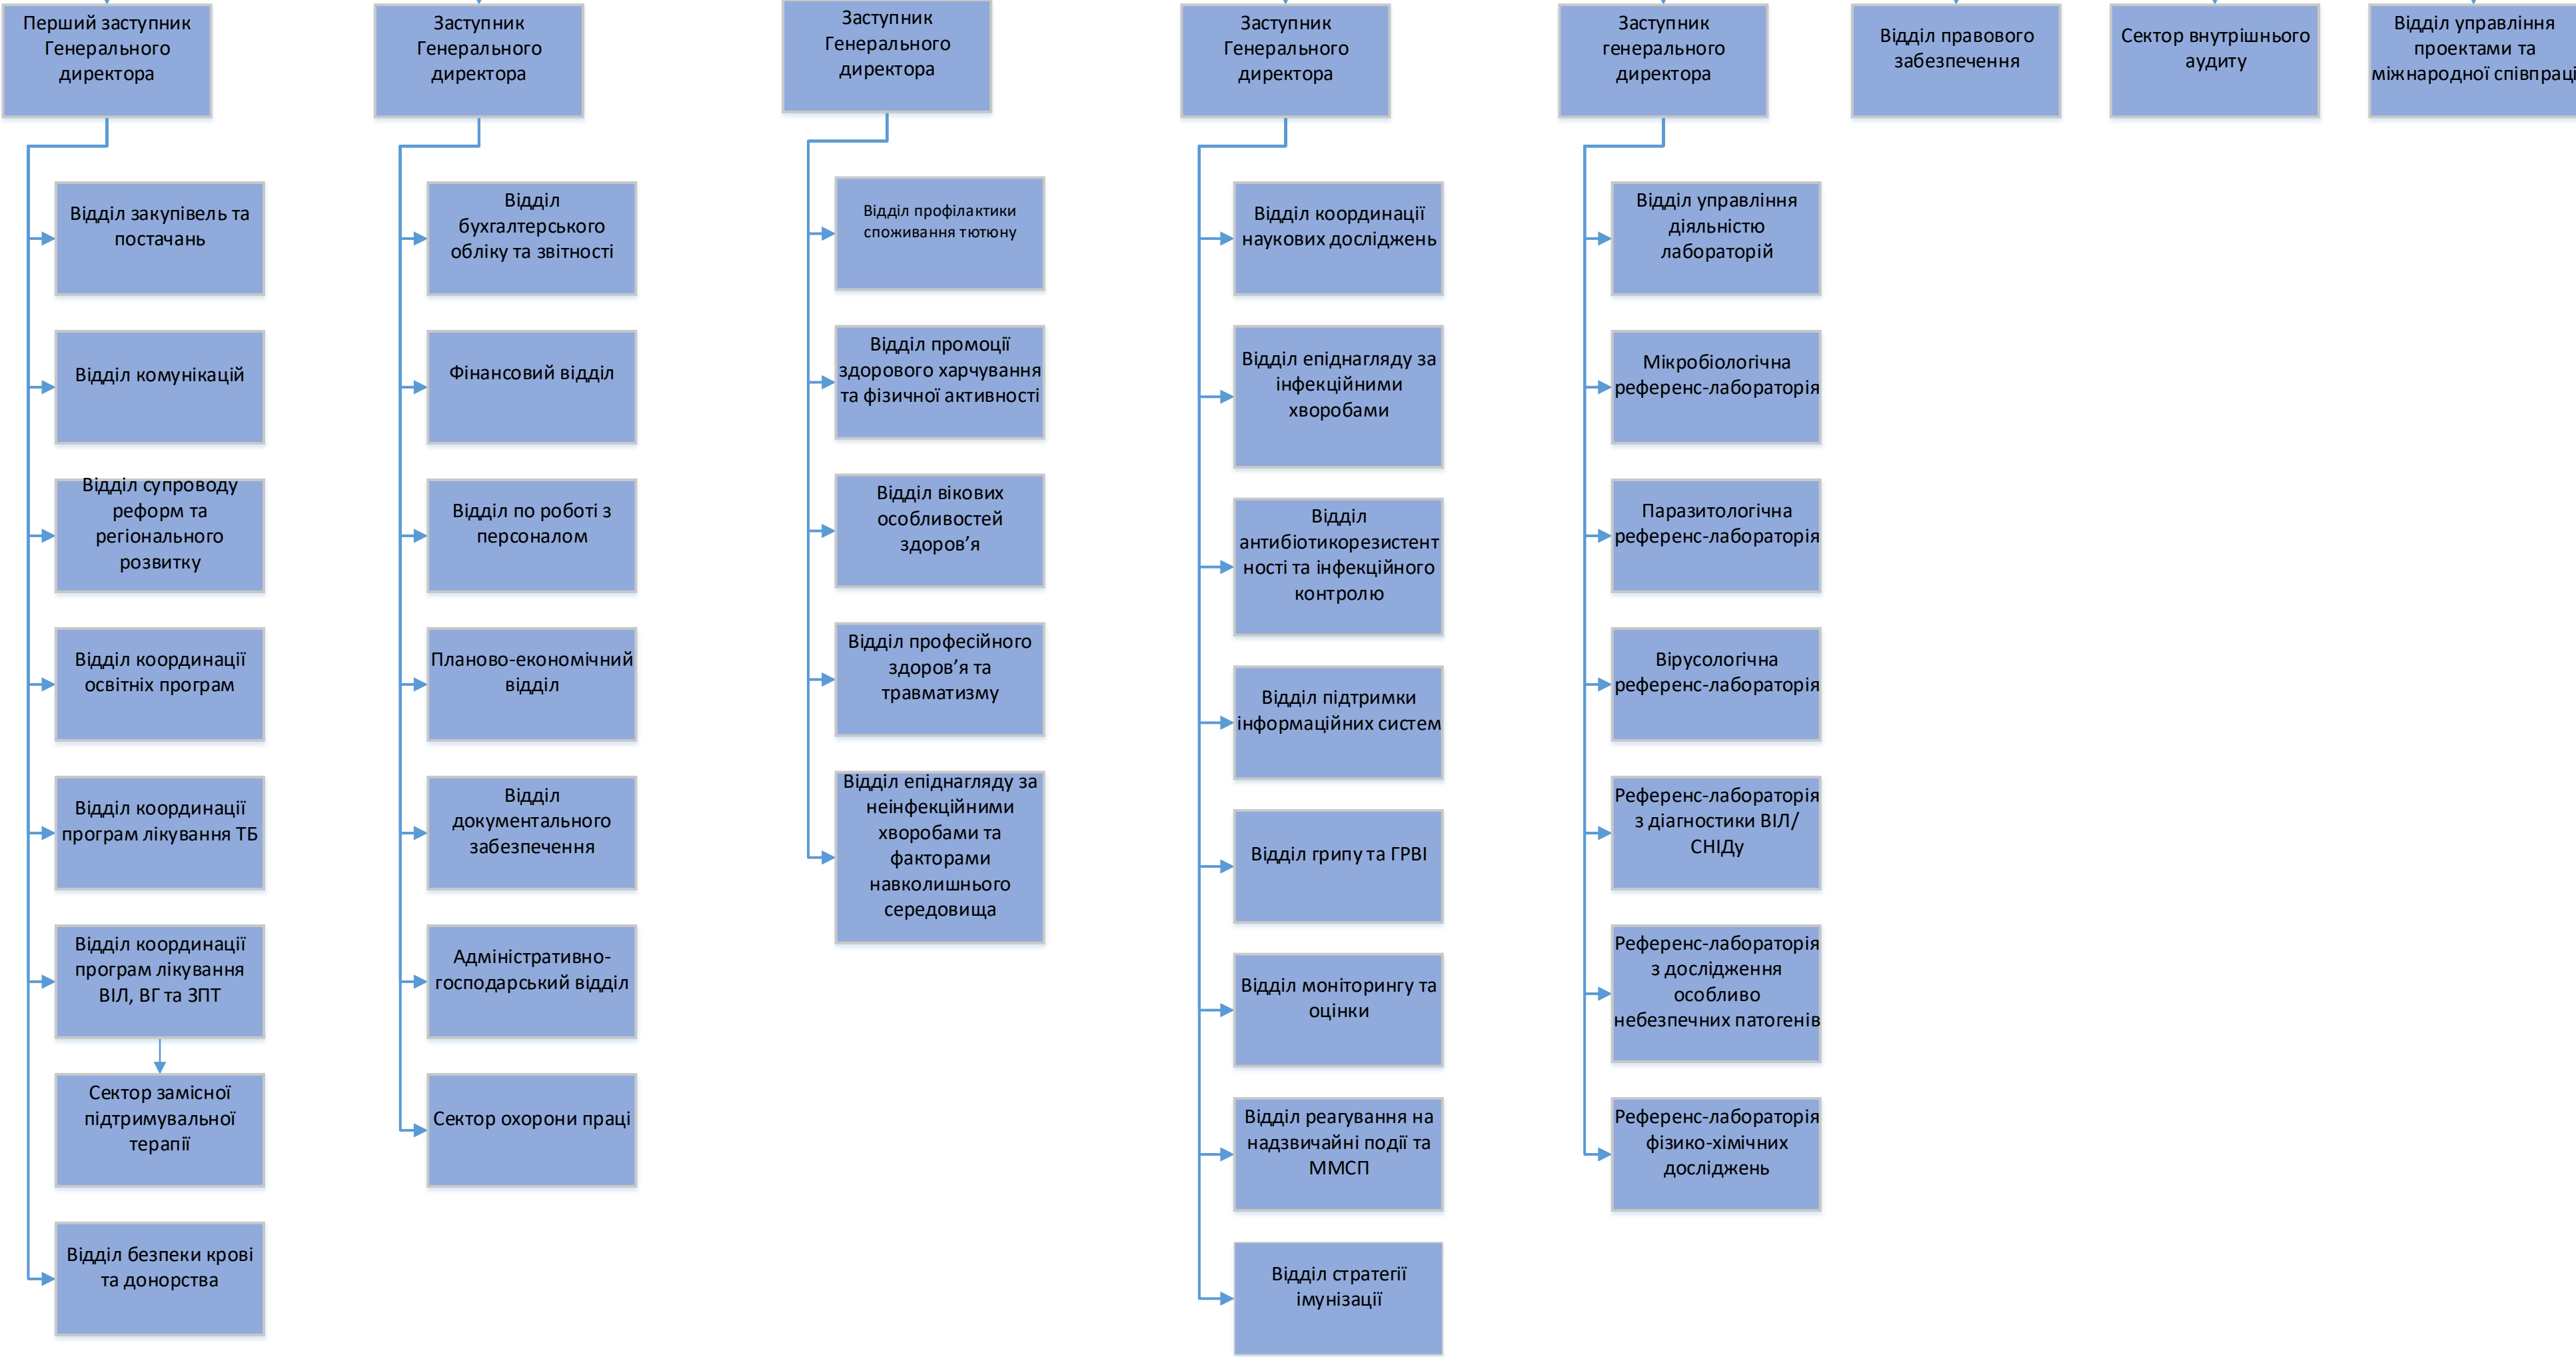 Перший заступник
Генерального
директора
Відділ закупівель та
постачань
Відділ комунікацій
Відділ супроводу
реформ та
регіонального
розвитку
Відділ координації
освітніх програм
Відділ координації
програм лікування ТБ
Відділ координації
програм лікування
ВІЛ, ВГ та ЗПТ
Сектор замісної
підтримувальної
терапії
Відділ безпеки крові
та донорства
Заступник
Генерального
директора
Відділ
бухгалтерського
обліку та звітності
Фінансовий відділ
Відділ по роботі з
персоналом
Планово-економічний
відділ
Відділ
документального
забезпечення
Адміністративно-
господарський відділ
Сектор охорони праці
Заступник
Генерального
директора
Відділ профілактики
споживання тютюну
Відділ промоції
здорового харчування
та фізичної активності
Відділ вікових
особливостей
здоров’я
Відділ професійного
здоров’я та
травматизму
Відділ епіднагляду за
неінфекційними
хворобами та
факторами
навколишнього
середовища
Заступник
Генерального
директора
Відділ координації
наукових досліджень
Відділ епіднагляду за
інфекційними
хворобами
Відділ
антибіотикорезистент
ності та інфекційного
контролю
Відділ підтримки
інформаційних систем
Відділ грипу та ГРВІ
Відділ моніторингу та
оцінки
Відділ реагування на
надзвичайні події та
ММСП
Відділ стратегії
імунізації
Заступник
генерального
директора
Відділ управління
діяльністю
лабораторій
Мікробіологічна
референс-лабораторія
Паразитологічна
референс-лабораторія
Вірусологічна
референс-лабораторія
Референс-лабораторія
з діагностики ВІЛ/
СНІДу
Референс-лабораторія
з дослідження
особливо
небезпечних патогенів
Референс-лабораторія
фізико-хімічних
досліджень
Відділ правового
забезпечення
Сектор внутрішнього
аудиту
Відділ управління
проектами та
міжнародної співпраці